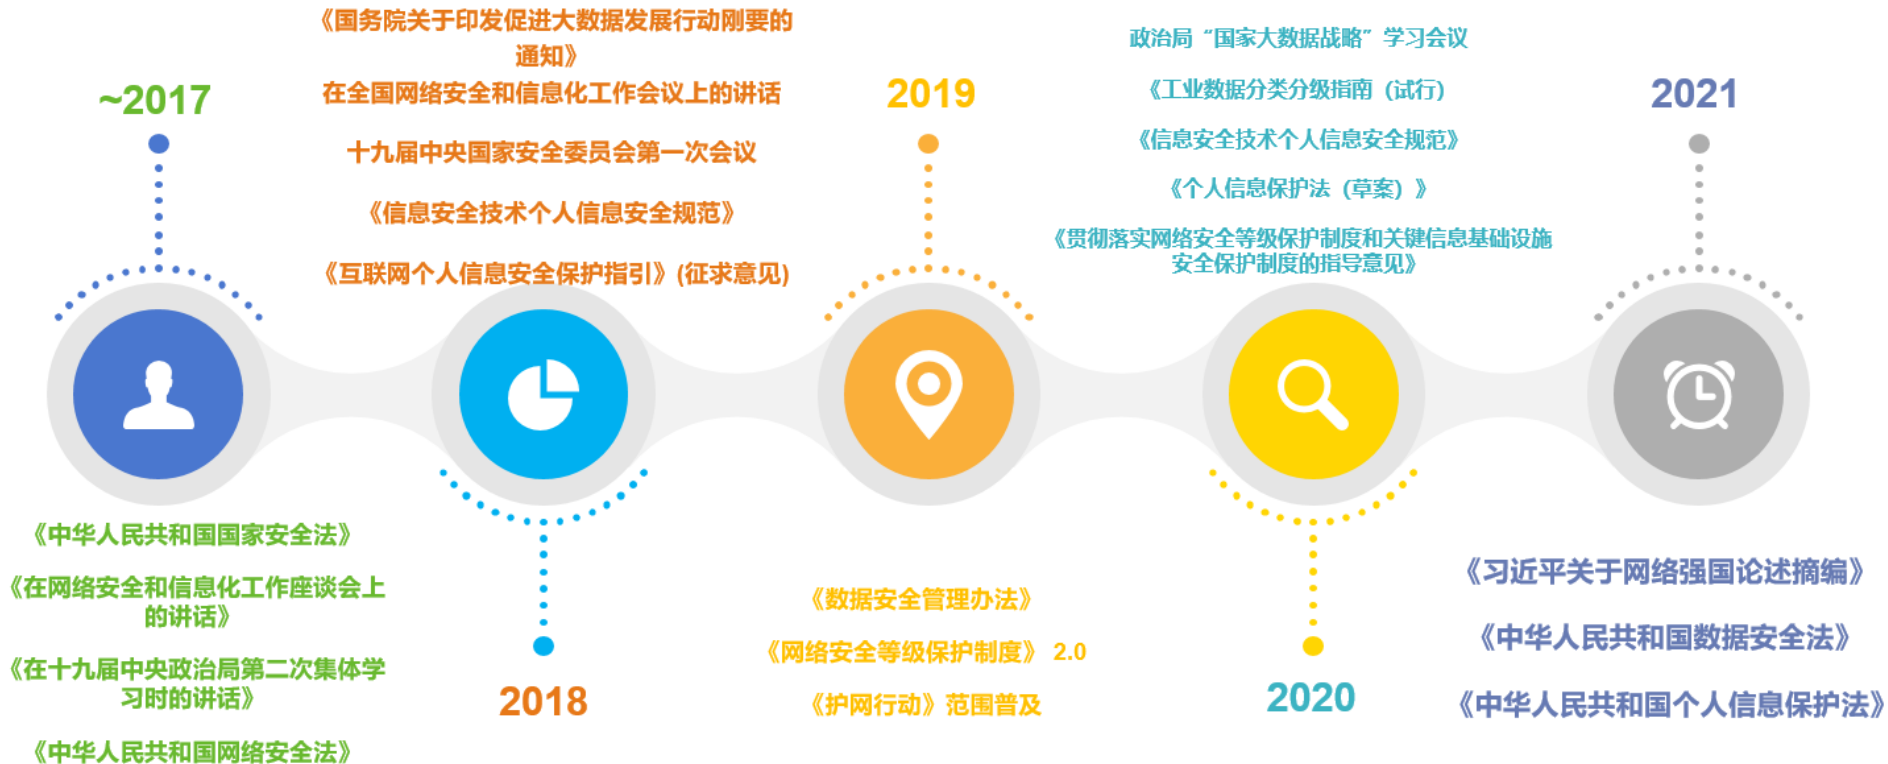 ~2017
《中华人民共和国国家安全法》
《在网络安全和信息化工作座谈会上
的讲话》
《在十九届中央政治局第二次集体学
习时的讲话》
《中华人民共和国网络安全法》
《国务院关于印发促进大数据发展行动刚要的
通知》
在全国网络安全和信息化工作会议上的讲话
十九届中央国家安全委员会第一次会议
《信息安全技术个人信息安全规范》
《互联网个人信息安全保护指引》(征求意见)
2018
2019
《数据安全管理办法》
《网络安全等级保护制度》 2.0
《护网行动》范围普及
政治局“国家大数据战略”学习会议
《工业数据分类分级指南（试行）
《信息安全技术个人信息安全规范》
《个人信息保护法（草案）》
《贯彻落实网络安全等级保护制度和关键信息基础设施
安全保护制度的指导意见》
2020
2021
《习近平关于网络强国论述摘编》
《中华人民共和国数据安全法》
《中华人民共和国个人信息保护法》